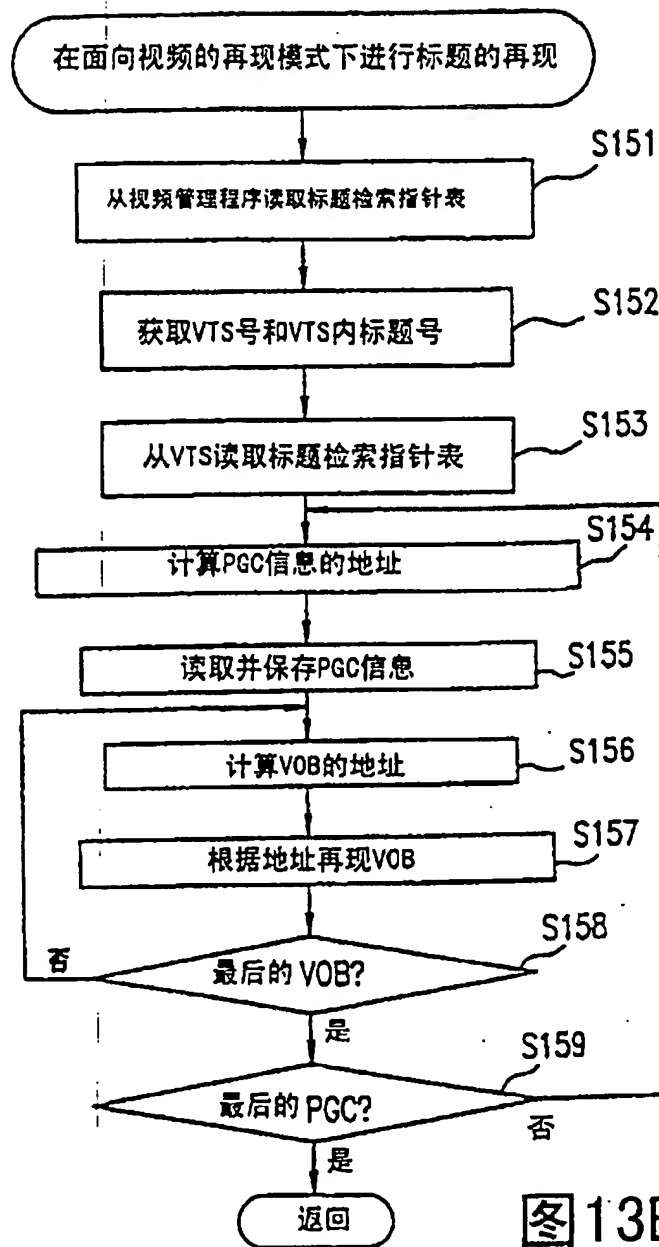 在面向视频的再现模式下进行标题的再现
S151
从视频管理程序读取标题检索指针表
S152
获取VTS号和VTS内标题号
S153
从VTS读取标题检索指针表
S154
计算PGC信息的地址
S155
读取并保存PGC信息
S156
计算VOB的地址
S157
根据地址再现VOB
S158
最后的VOB?
否
是
S159
最后的PGC?
否
是
返回
图13B